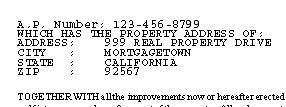 A.P. Number: 123-456-8799
WHICH HAS THE PROPERTY ADDRESS OF;
ADDRESS: 999 REAL PROPERTY DRIVE
CITY : MORTGAGETOWN
STATE : CALIFORNIA
ZIP : 92567
TOGETHER WITH all the improvements now or hereafter erected